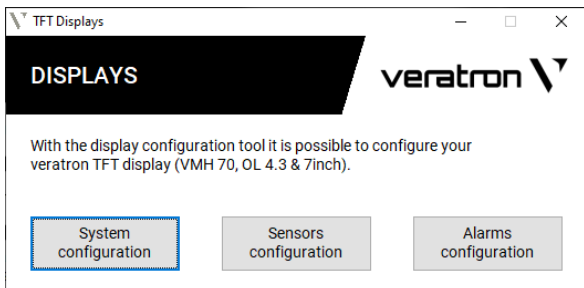 TFT Displays
DISPLAYS
veratron
With the display configuration tool it is possible to configure your
veratron TFT display (VMH 70, OL 4.3 & 7inch).
System
configuration
Sensors
configuration
Alarms
configuration